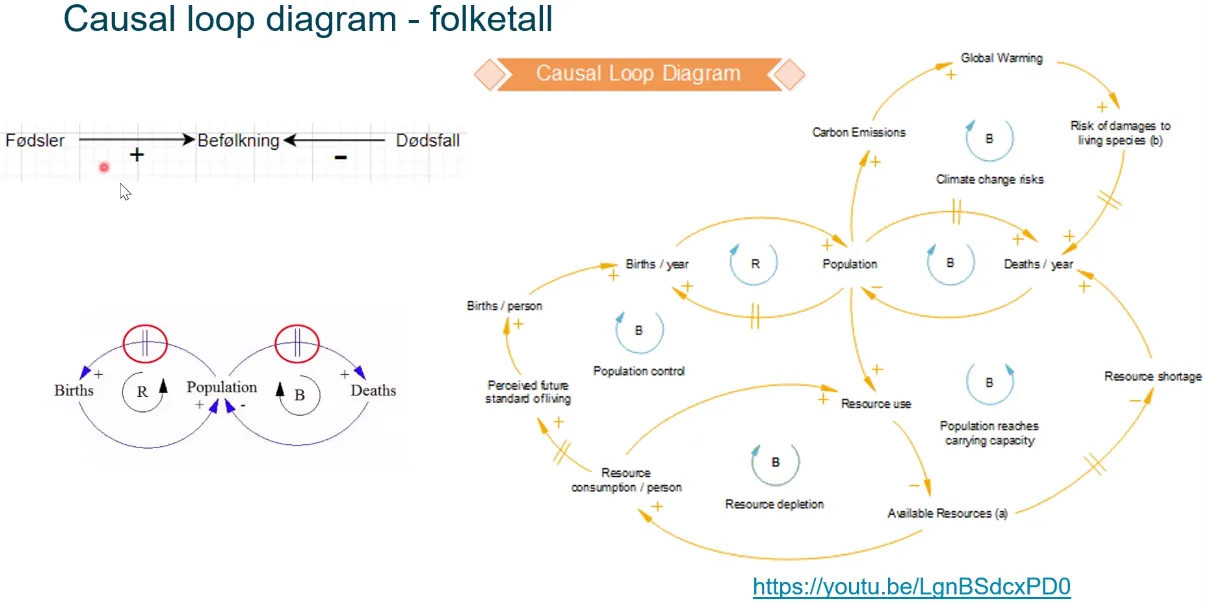 Causal loop diagram - folketall
Fødsler
+
Befølkning
-
Dødsfall
Births
+
R
Population
+
-
B
+
Deaths
Causal Loop Diagram
Global Warming
+
+
Carbon Emissions
+
B
Climate change risks
Risk of damages to
living species (b)
Births / year
+
+
R
+
Population
-
B
+
+
Deaths / year
+
Births / person
+
B
Population control
Perceived future
standard of living
+
+
Resource use
+
B
Population reaches
carrying capacity
Resource shortage
-
Resource
consumption / person
+
B
Resource depletion
-
Available Resources (a)
https://youtu.be/LgnBSdcxPD0